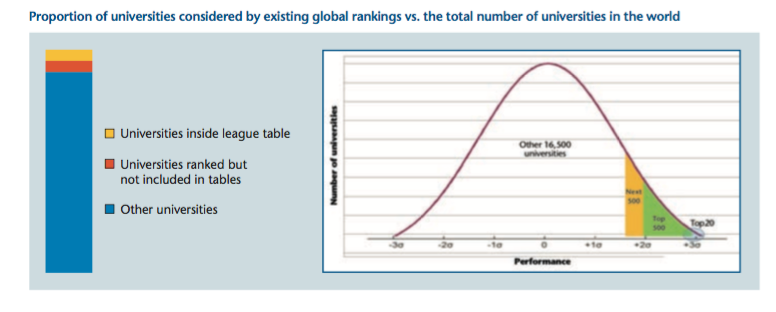 Proportion of universities considered by existing global rankings vs. the total number of universities in the world
Universities inside league table
Universities ranked but
not included in tables
Other universities
Number of universities
Other 16,500
universities
Next
500
Top
500
Top20
-3σ
-2σ
-1σ
0
+1σ
+2σ
+3σ
Performance